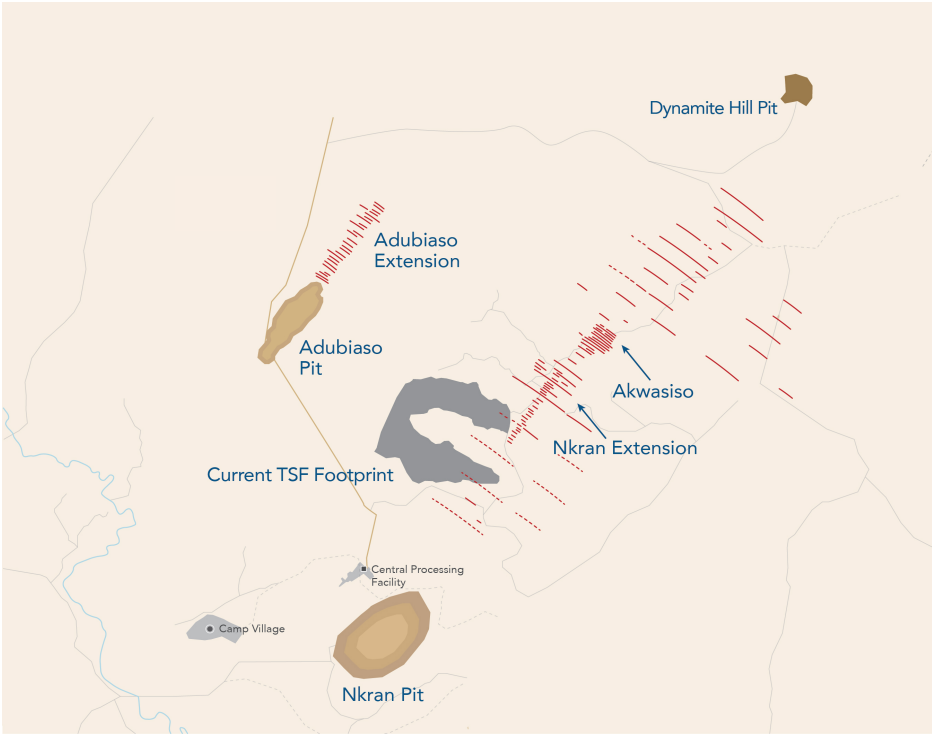 Dynamite Hill Pit
Adubiaso
Extension
Adubiaso
Pit
Akwasiso
Nkran Extension
Current TSF Footprint
Central Processing
Facility
Camp Village
Nkran Pit